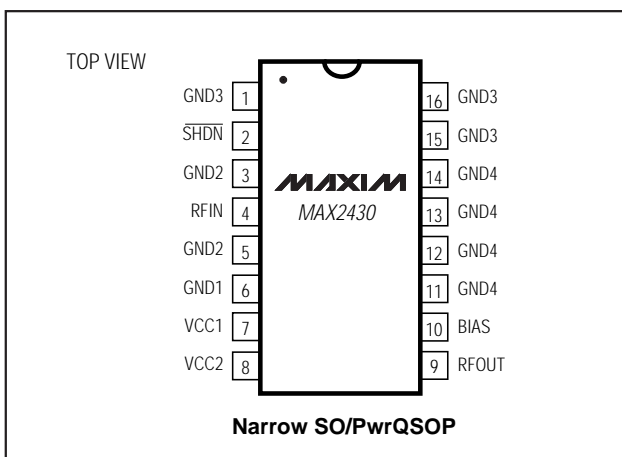 TOP VIEW
GND3 1
SHDN 2
GND2 3
RFIN 4
GND2 5
GND1 6
VCC1 7
VCC2 8
MAXIM
MAX2430
16 GND3
15 GND3
14 GND4
13 GND4
12 GND4
11 GND4
10 BIAS
9 RFOUT
Narrow SO/PwrQSOP